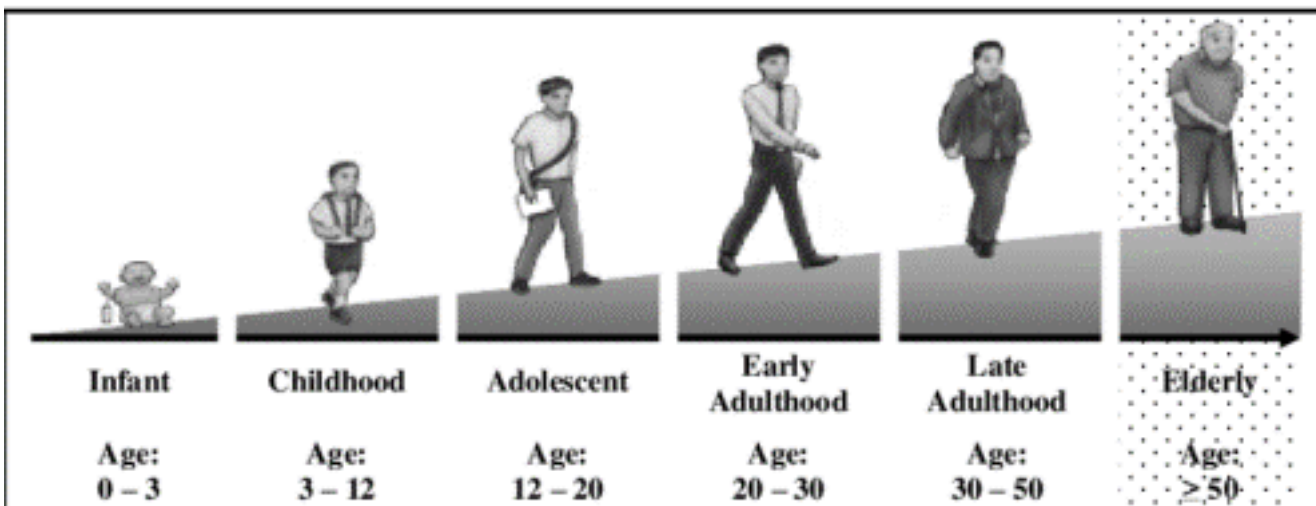 Infant
Age:
0 – 3
Childhood
Age:
3 – 12
Adolescent
Age:
12 – 20
Early
Adulthood
Age:
20 – 30
Late
Adulthood
Age:
30 – 50
Elderly
Age:
≥ 50